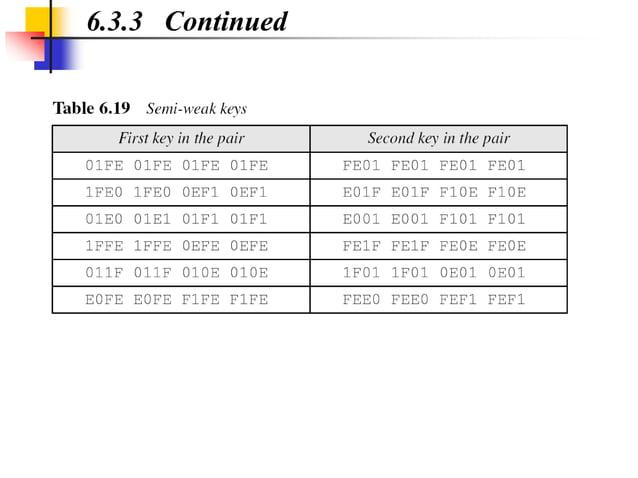 6.3.3 Continued
Table 6.19 Semi-weak keys
First key in the pair Second key in the pair
01FE 01FE 01FE 01FE FE01 FE01 FE01 FE01
1FE0 1FE0 0EF1 0EF1 E01F E01F F10E F10E
01E0 01E1 01F1 01F1 E001 E001 F101 F101
1FFE 1FFE 0EFE 0EFE FE1F FE1F FE0E FE0E
011F 011F 010E 010E 1F01 1F01 0E01 0E01
E0FE E0FE F1FE F1FE FEE0 FEE0 FEF1 FEF1